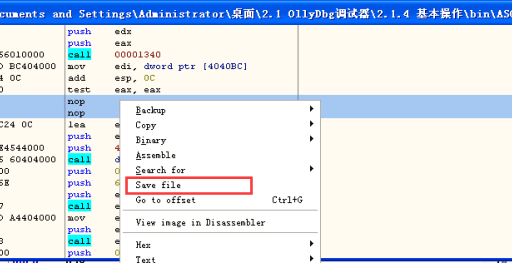 cuments and Settings\Administrator\桌面\2.1 OllyDbg调试器\2.1.4 基本操作\bin\ASC
push edx
push eax
56010000 call 00001340
D BC404000 mov edi, dword ptr [4040BC]
4 0C add esp, 0C
0 test eax, eax
nop
nop
C24 0C lea e
push e
E4544000 push 4
5 60404000 call d
00 push 0
5E push 6
push e
7 call e
D A4404000 mov e
push e
3 call e
00 push 0
Backup
Copy
Binary
Assemble
Search for
Save file
Go to offset Ctrl+G
View image in Disassembler
Hex
Text